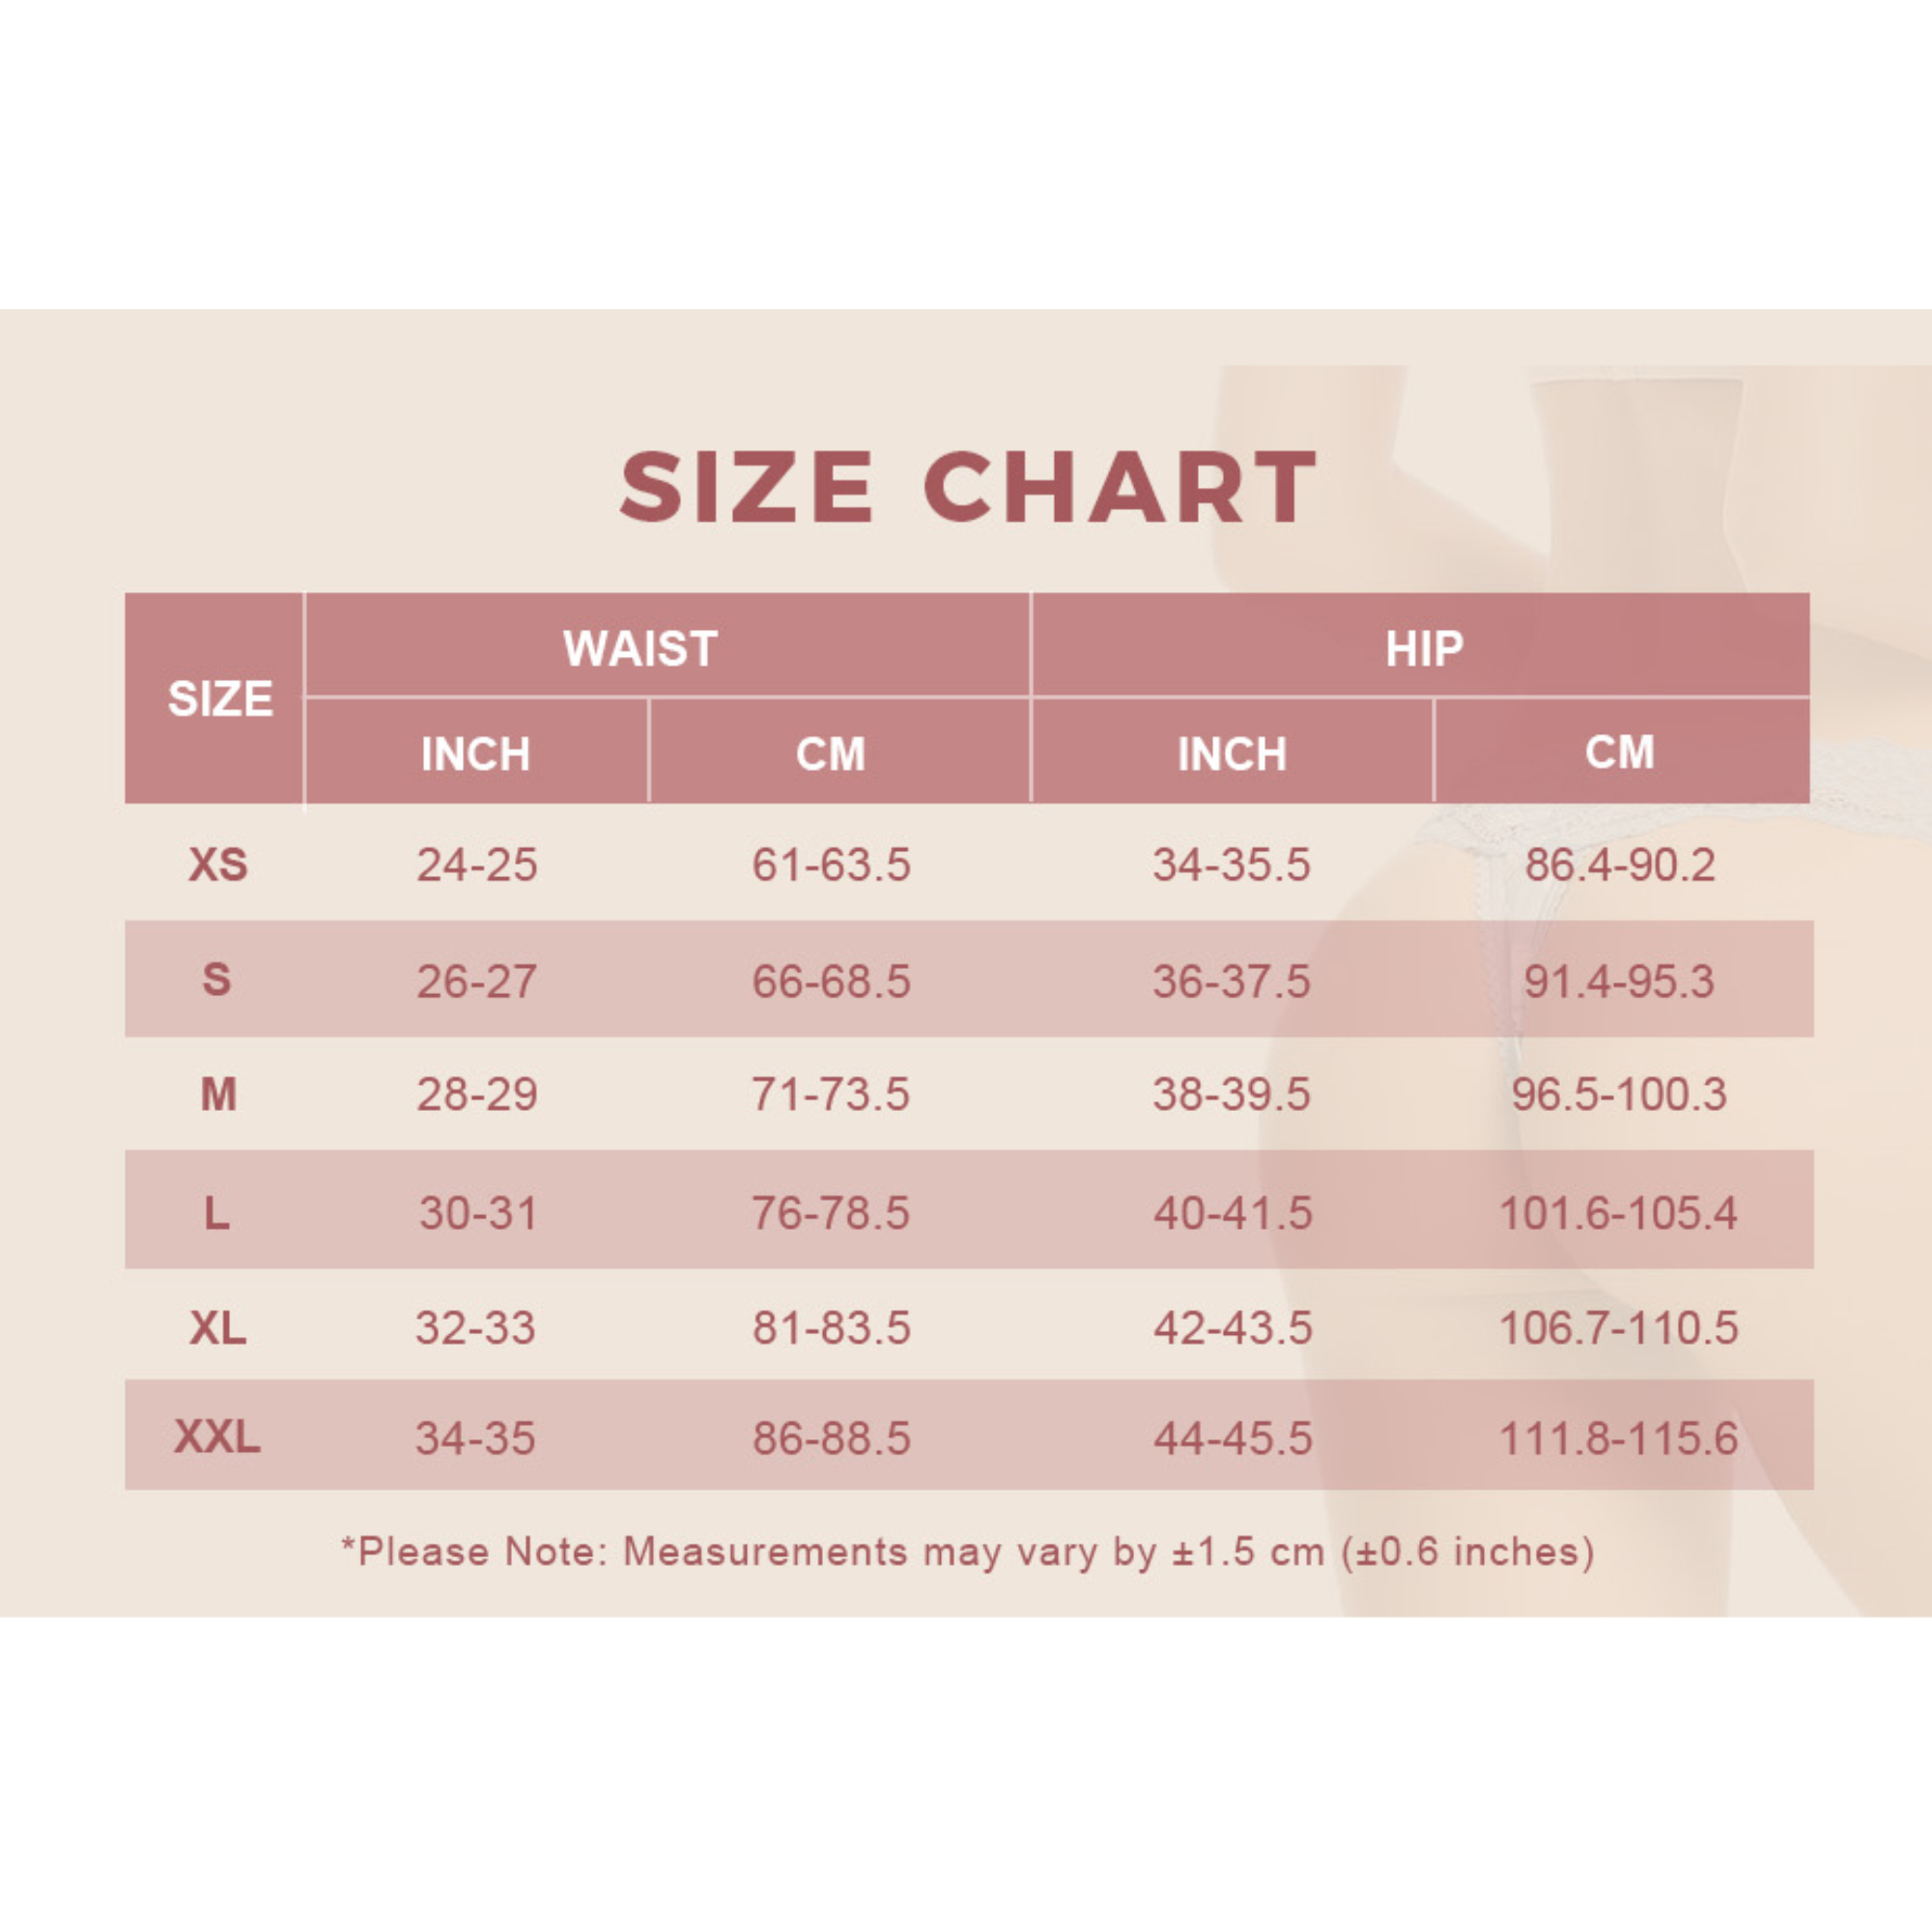 SIZE CHART
SIZE WAIST HIP
INCH CM INCH CM
XS 24-25 61-63.5 34-35.5 86.4-90.2
S 26-27 66-68.5 36-37.5 91.4-95.3
M 28-29 71-73.5 38-39.5 96.5-100.3
L 30-31 76-78.5 40-41.5 101.6-105.4
XL 32-33 81-83.5 42-43.5 106.7-110.5
XXL 34-35 86-88.5 44-45.5 111.8-115.6
*Please Note: Measurements may vary by ±1.5 cm (±0.6 inches)